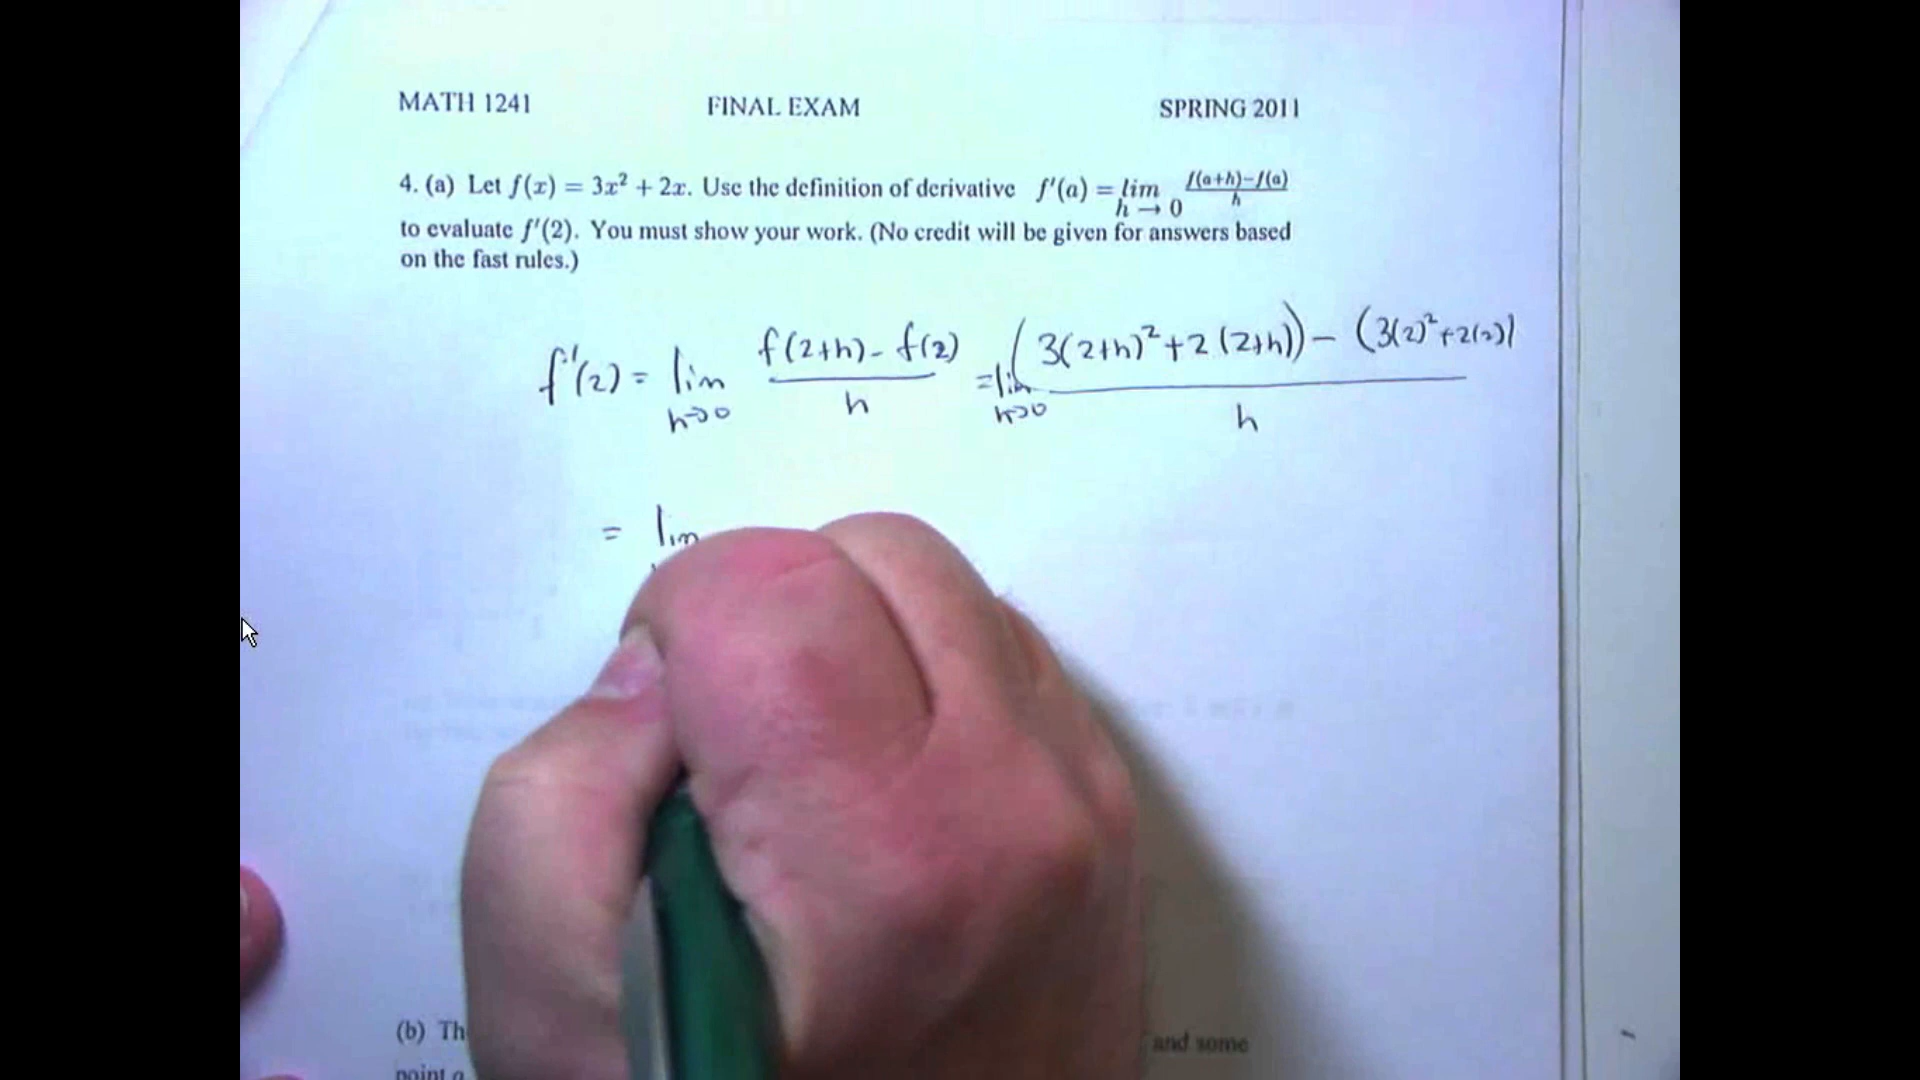 MATH 1241 FINAL EXAM SPRING 2011
4. (a) Let f(x) = 3x² + 2x. Use the definition of derivative f'(a) = lim h → 0 f(a+h)−f(a) / h
to evaluate f'(2). You must show your work. (No credit will be given for answers based
on the fast rules.)
f'(2) = lim h→0 f(2+h) - f(2) / h = lim h→0 (3(2+h)² + 2(2+h)) - (3(2)² + 2(2)) / h
= lim
(b) Th and some
point a